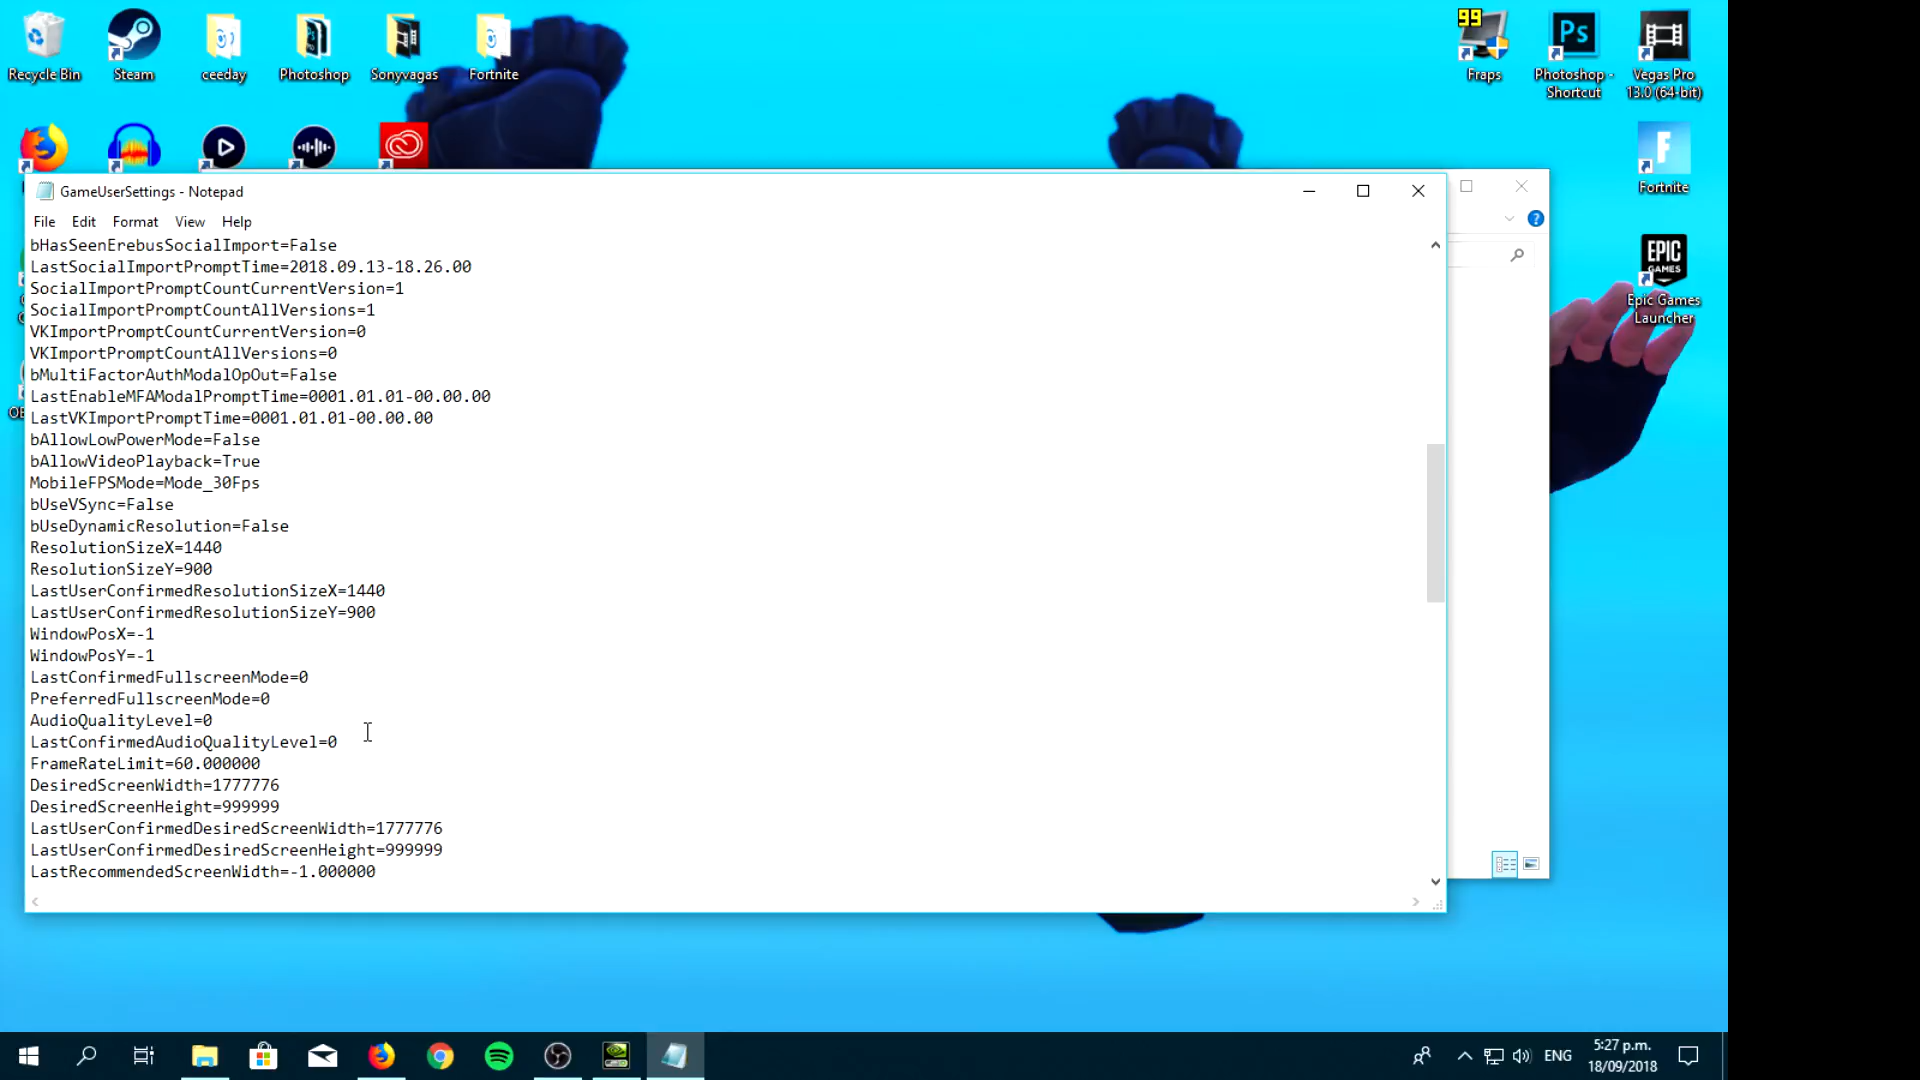 Recycle Bin
Steam
ceeday
Photoshop
Sonyvagas
Fortnite
99
Fraps
Ps
Photoshop -
Shortcut
Vegas Pro
13.0 (64-bit)
F
Fortnite
EPIC
GAMES
Epic Games
Launcher
GameUserSettings - Notepad
File Edit Format View Help
bHasSeenErebusSocialImport=False
LastSocialImportPromptTime=2018.09.13-18.26.00
SocialImportPromptCountCurrentVersion=1
SocialImportPromptCountAllVersions=1
VKImportPromptCountCurrentVersion=0
VKImportPromptCountAllVersions=0
bMultiFactorAuthModalOpOut=False
LastEnableMFAModalPromptTime=0001.01.01-00.00.00
LastVKImportPromptTime=0001.01.01-00.00.00
bAllowLowPowerMode=False
bAllowVideoPlayback=True
MobileFPSMode=Mode_30Fps
bUseVSync=False
bUseDynamicResolution=False
ResolutionSizeX=1440
ResolutionSizeY=900
LastUserConfirmedResolutionSizeX=1440
LastUserConfirmedResolutionSizeY=900
WindowPosX=-1
WindowPosY=-1
LastConfirmedFullscreenMode=0
PreferredFullscreenMode=0
AudioQualityLevel=0
LastConfirmedAudioQualityLevel=0
FrameRateLimit=60.000000
DesiredScreenWidth=1777776
DesiredScreenHeight=999999
LastUserConfirmedDesiredScreenWidth=1777776
LastUserConfirmedDesiredScreenHeight=999999
LastRecommendedScreenWidth=-1.000000
ENG
5:27 p.m.
18/09/2018